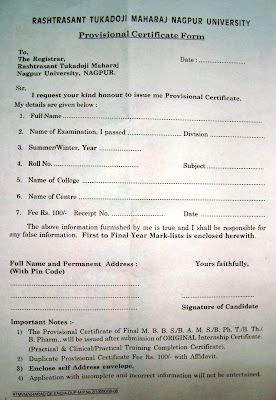 RASHTRASANT TUKADOJI MAHARAJ NAGPUR UNIVERSITY
Provisional Certificate Form
To,
The Registrar, Date : ..................
Rashtrasant Tukadoji Maharaj
Nagpur University, NAGPUR.
Sir,
I request your kind honour to issue me Provisional Certificate.
My details are given below :
1. Full Name ..................
2. Name of Examination, I passed .................. Division ..................
3. Summer/Winter, Year ..................
4. Roll No. .................. Subject ..................
5. Name of College ..................
6. Name of Centre ..................
7. Fee Rs. 100/- Receipt No. .................. Date ..................
The above information furnished by me is true and I shall be responsible
for any false information. First to Final Year Mark-lists is enclosed herewith.
Full Name and Permanent Address : Yours faithfully,
(With Pin Code)
Signature of Candidate
Important Notes :-
1) The Provisional Certificate of Final M. B. B. S./B. A. M. S./B. Ph. T./B. Th./
B. Pharm., will be issued after submission of ORIGINAL Internship Certificate.
(Practical & Clinical/Practical Training Completion Certificate).
2) Duplicate Provisional Certificate Fee Rs. 100/- with Affidavit.
3) Enclose self Address envelope.
4) Application with incomplete and incorrect information will not be entertained.